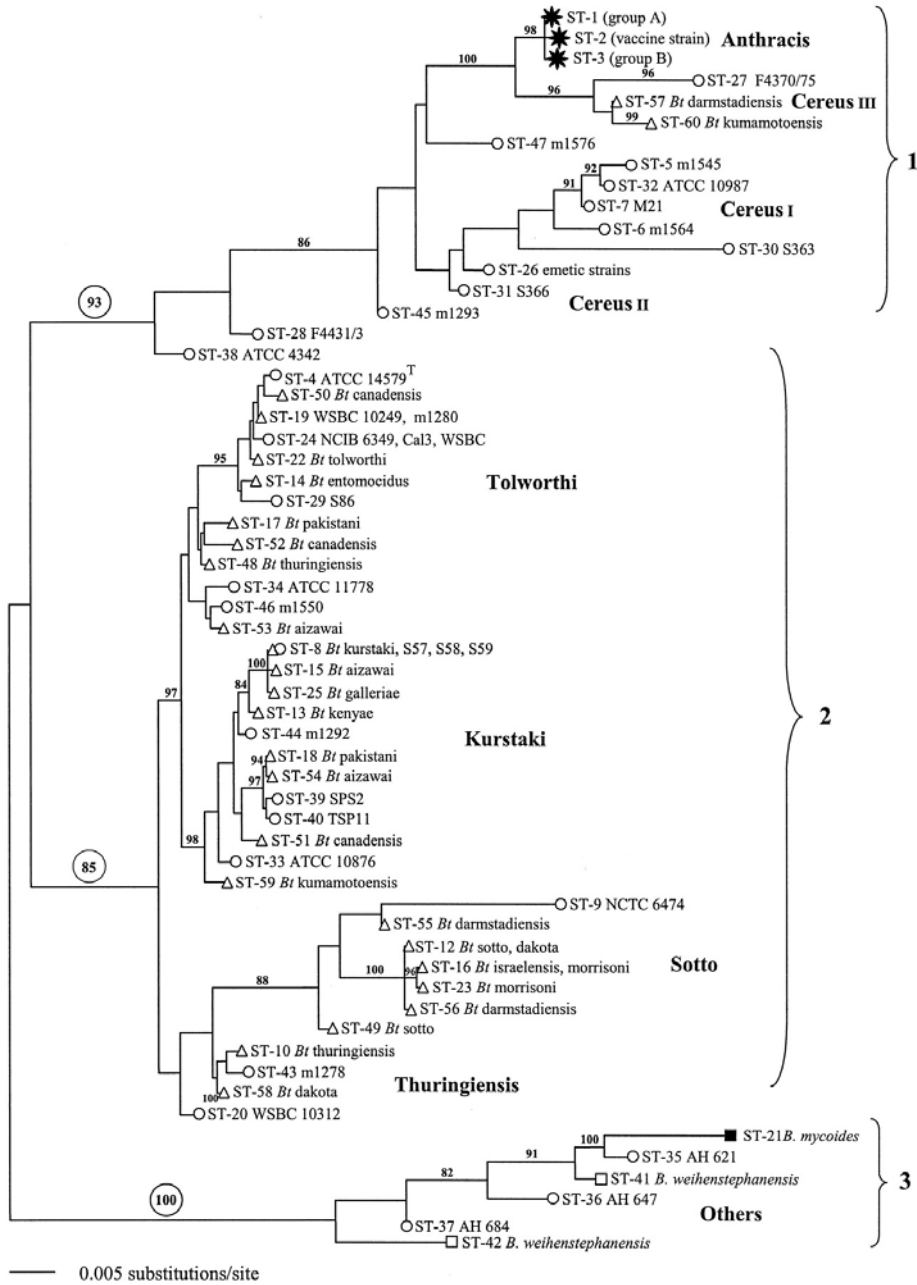 ST-1 (group A)
98
ST-2 (vaccine strain)
Anthracis
ST-3 (group B)
100
96
ST-27 F4370/75
96
ST-57 Bt darmstadiensis
Cereus III
99
ST-60 Bt kumamotoensis
ST-47 m1576
1
ST-5 m1545
92
ST-32 ATCC 10987
91
ST-7 M21
Cereus I
ST-6 m1564
86
ST-30 S363
ST-26 emetic strains
93
ST-31 S366
Cereus II
ST-45 m1293
ST-28 F4431/3
ST-38 ATCC 4342
ST-4 ATCC 14579T
ST-50 Bt canadensis
ST-19 WSBC 10249, m1280
ST-24 NCIB 6349, Cal3, WSBC
95
ST-22 Bt tolworthi
Tolworthi
ST-14 Bt entomocidus
ST-29 S86
ST-17 Bt pakistani
ST-52 Bt canadensis
ST-48 Bt thuringiensis
ST-34 ATCC 11778
ST-46 m1550
ST-53 Bt aizawai
ST-8 Bt kurstaki, S57, S58, S59
100
ST-15 Bt aizawai
84
ST-25 Bt galleriae
97
ST-13 Bt kenyae
2
ST-44 m1292
Kurstaki
94
ST-18 Bt pakistani
ST-54 Bt aizawai
97
ST-39 SPS2
ST-40 TSP11
98
ST-51 Bt canadensis
85
ST-33 ATCC 10876
ST-59 Bt kumamotoensis
ST-9 NCTC 6474
ST-55 Bt darmstadiensis
ST-12 Bt sotto, dakota
100
96
ST-16 Bt israelensis, morrisoni
Sotto
88
ST-23 Bt morrisoni
ST-56 Bt darmstadiensis
ST-49 Bt sotto
ST-10 Bt thuringiensis
ST-43 m1278
Thuringiensis
100
ST-58 Bt dakota
ST-20 WSBC 10312
100
ST-21B. mycoides
91
ST-35 AH 621
82
ST-41 B. weihenstephanensis
3
100
ST-36 AH 647
Others
ST-37 AH 684
ST-42 B. weihenstephanensis
0.005 substitutions/site